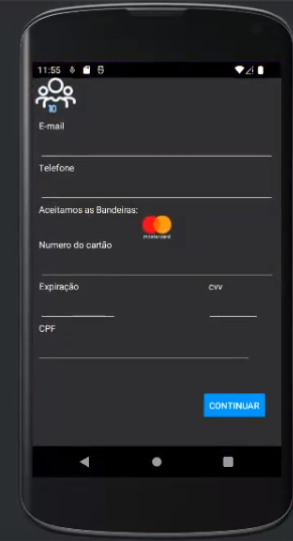 11:55
10
E-mail
Telefone
Aceitamos as Bandeiras:
mastercard
Numero do cartão
Expiração cvv
CPF
CONTINUAR